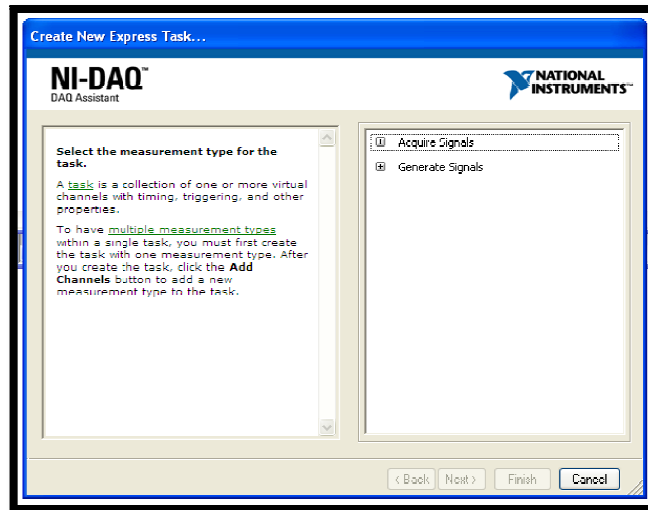 Create New Express Task...
NI-DAQ™
DAQ Assistant
NATIONAL
INSTRUMENTS™
Select the measurement type for the
task.
A task is a collection of one or more virtual
channels with timing, triggering, and other
properties.
To have multiple measurement types
within a single task, you must first create
the task with one measurement type. After
you create the task, click the Add
Channels button to add a new
measurement type to the task.
Acquire Signals
Generate Signals
< Back
Next >
Finish
Cancel